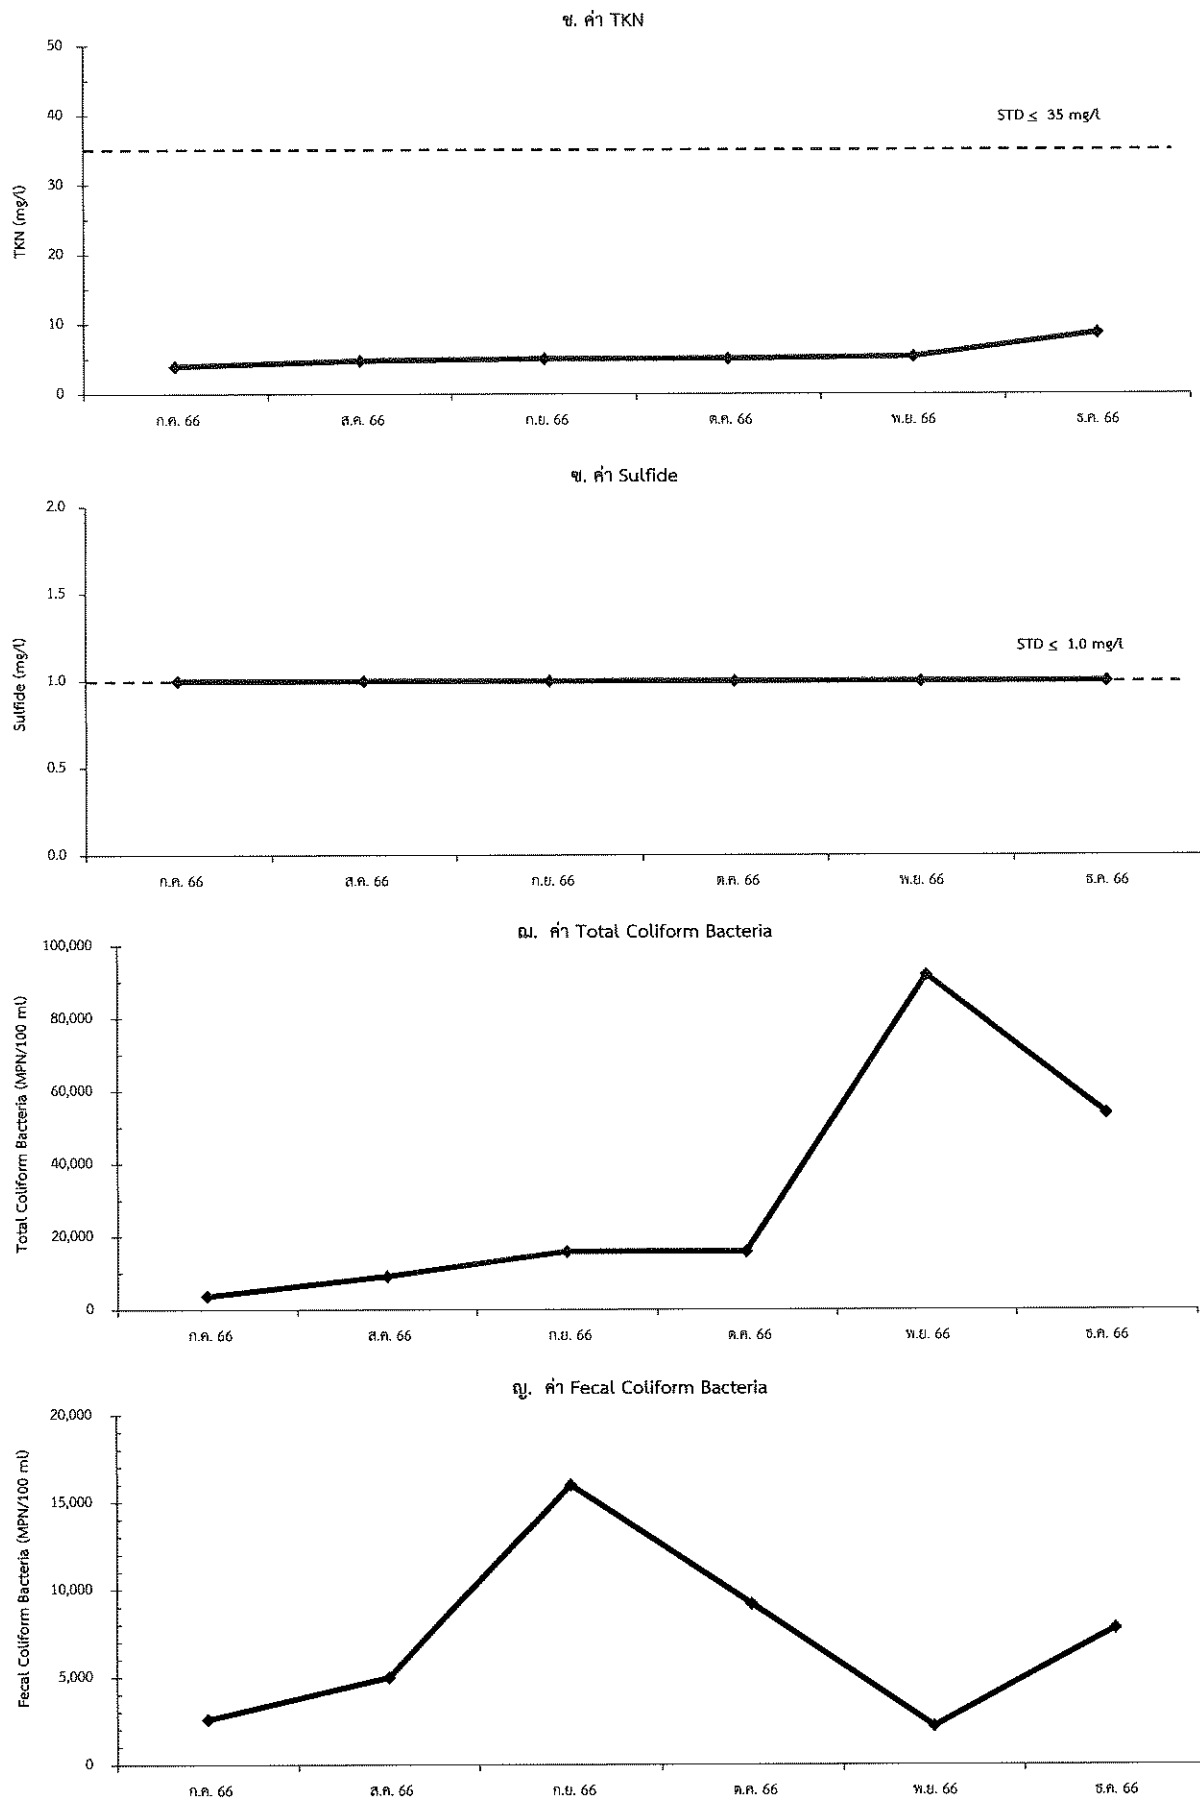 ช. ค่า TKN
50
40
30
20
10
0
TKN (mg/l)
STD ≤ 35 mg/l
ก.ค. 66 ส.ค. 66 ก.ย. 66 ต.ค. 66 พ.ย. 66 ธ.ค. 66
ซ. ค่า Sulfide
2.0
1.5
1.0
0.5
0.0
Sulfide (mg/l)
STD ≤ 1.0 mg/l
ก.ค. 66 ส.ค. 66 ก.ย. 66 ต.ค. 66 พ.ย. 66 ธ.ค. 66
ฌ. ค่า Total Coliform Bacteria
100,000
80,000
60,000
40,000
20,000
0
Total Coliform Bacteria (MPN/100 ml)
ก.ค. 66 ส.ค. 66 ก.ย. 66 ต.ค. 66 พ.ย. 66 ธ.ค. 66
ญ. ค่า Fecal Coliform Bacteria
20,000
15,000
10,000
5,000
0
Fecal Coliform Bacteria (MPN/100 ml)
ก.ค. 66 ส.ค. 66 ก.ย. 66 ต.ค. 66 พ.ย. 66 ธ.ค. 66